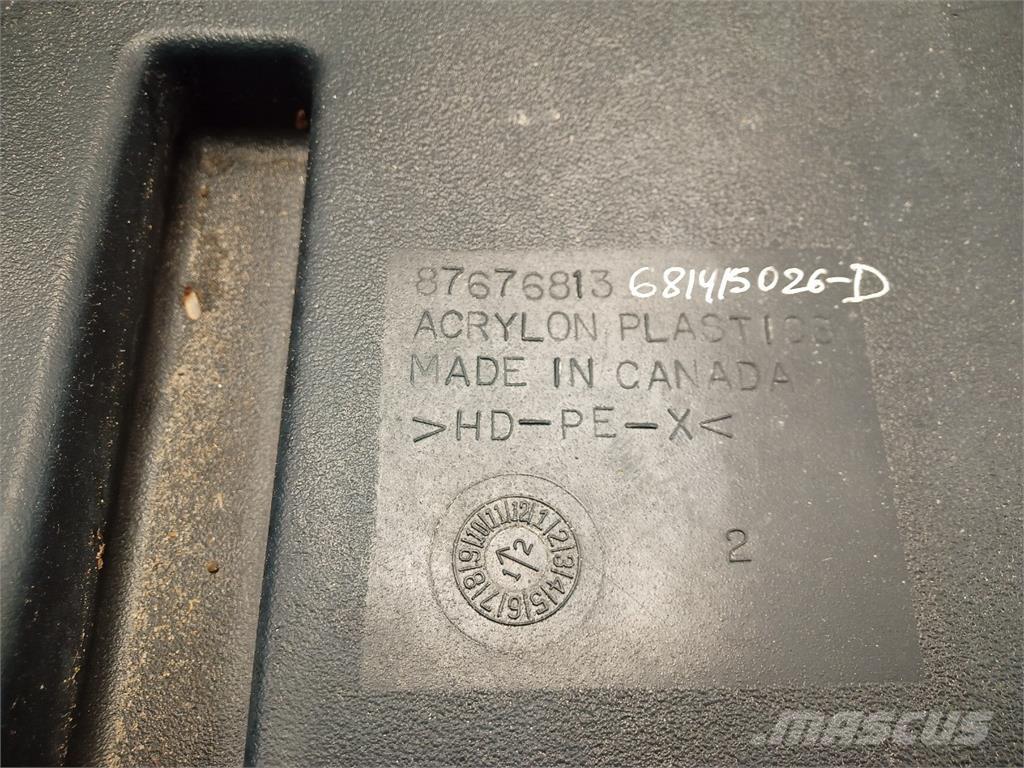 87676813 681415026-D
ACRYLON PLASTICS
MADE IN CANADA
>HD-PE-X<
1 2 3 4 5 6 7 8 9 10 11 12
1 2
2
MASCUS